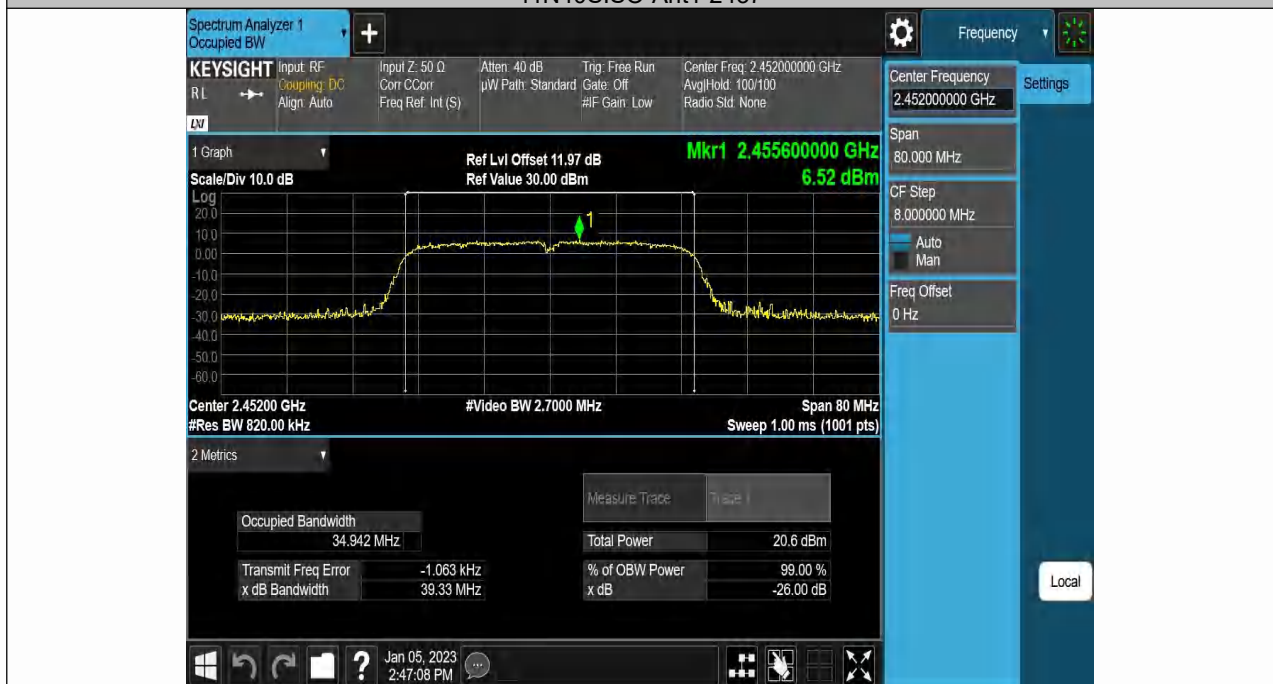 Spectrum Analyzer 1
Occupied BW
+
Frequency
KEYSIGHT
RL
LXI
Input: RF
Coupling: DC
Align: Auto
Input Z: 50 Ω
Corr CCorr
Freq Ref: Int (S)
Atten: 40 dB
µW Path: Standard
Trig: Free Run
Gate: Off
#IF Gain: Low
Center Freq: 2.452000000 GHz
Avg|Hold: 100/100
Radio Std: None
Center Frequency
2.452000000 GHz
Settings
Span
80.000 MHz
CF Step
8.000000 MHz
Auto
Man
Freq Offset
0 Hz
1 Graph
Scale/Div 10.0 dB
Ref Lvl Offset 11.97 dB
Ref Value 30.00 dBm
Mkr1 2.455600000 GHz
6.52 dBm
Log
20.0
10.0
0.00
-10.0
-20.0
-30.0
-40.0
-50.0
-60.0
1
Center 2.45200 GHz
#Video BW 2.7000 MHz
Span 80 MHz
#Res BW 820.00 kHz
Sweep 1.00 ms (1001 pts)
2 Metrics
Measure Trace
Trace 1
Occupied Bandwidth
34.942 MHz
Total Power 20.6 dBm
Transmit Freq Error -1.063 kHz
% of OBW Power 99.00 %
x dB Bandwidth 39.33 MHz
x dB -26.00 dB
Local
?
Jan 05, 2023
2:47:08 PM